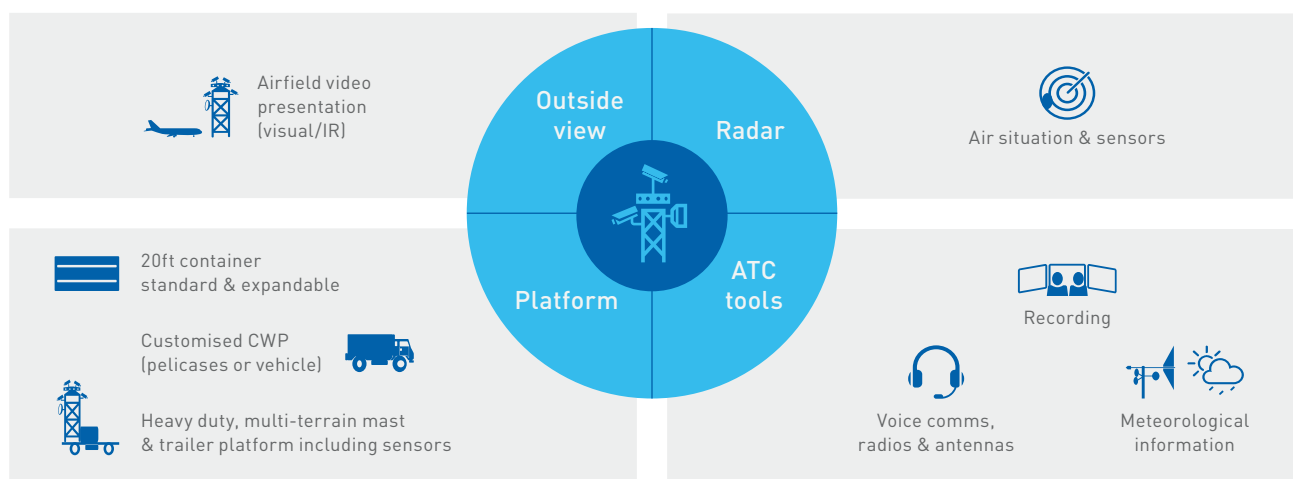 Airfield video
presentation
(visual/IR)
Outside
view
Radar
Air situation & sensors
20ft container
standard & expandable
Customised CWP
(pelicases or vehicle)
Heavy duty, multi-terrain mast
& trailer platform including sensors
Platform
ATC
tools
Recording
Voice comms,
radios & antennas
Meteorological
information